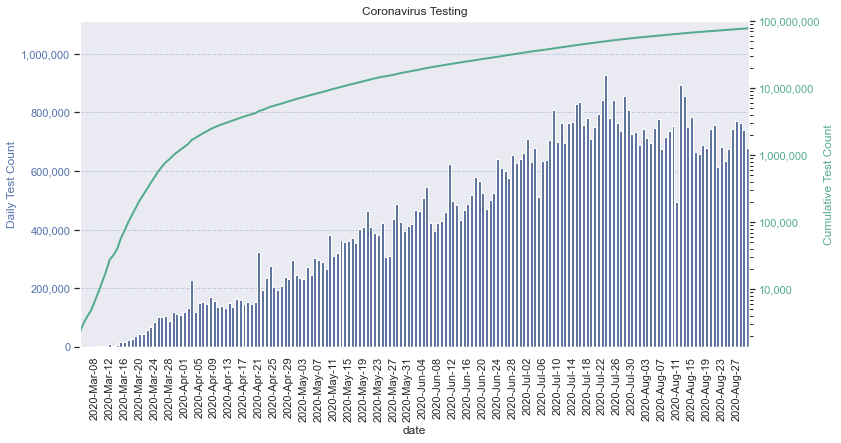 Coronavirus Testing
Daily Test Count
1,000,000
800,000
600,000
400,000
200,000
0
100,000,000
10,000,000
1,000,000
100,000
10,000
Cumulative Test Count
2020-Mar-08
2020-Mar-12
2020-Mar-16
2020-Mar-20
2020-Mar-24
2020-Mar-28
2020-Apr-01
2020-Apr-05
2020-Apr-09
2020-Apr-13
2020-Apr-17
2020-Apr-21
2020-Apr-25
2020-Apr-29
2020-May-03
2020-May-07
2020-May-11
2020-May-15
2020-May-19
2020-May-23
2020-May-27
2020-May-31
2020-Jun-04
2020-Jun-08
2020-Jun-12
2020-Jun-16
2020-Jun-20
2020-Jun-24
2020-Jun-28
2020-Jul-02
2020-Jul-06
2020-Jul-10
2020-Jul-14
2020-Jul-18
2020-Jul-22
2020-Jul-26
2020-Jul-30
2020-Aug-03
2020-Aug-07
2020-Aug-11
2020-Aug-15
2020-Aug-19
2020-Aug-23
2020-Aug-27
date